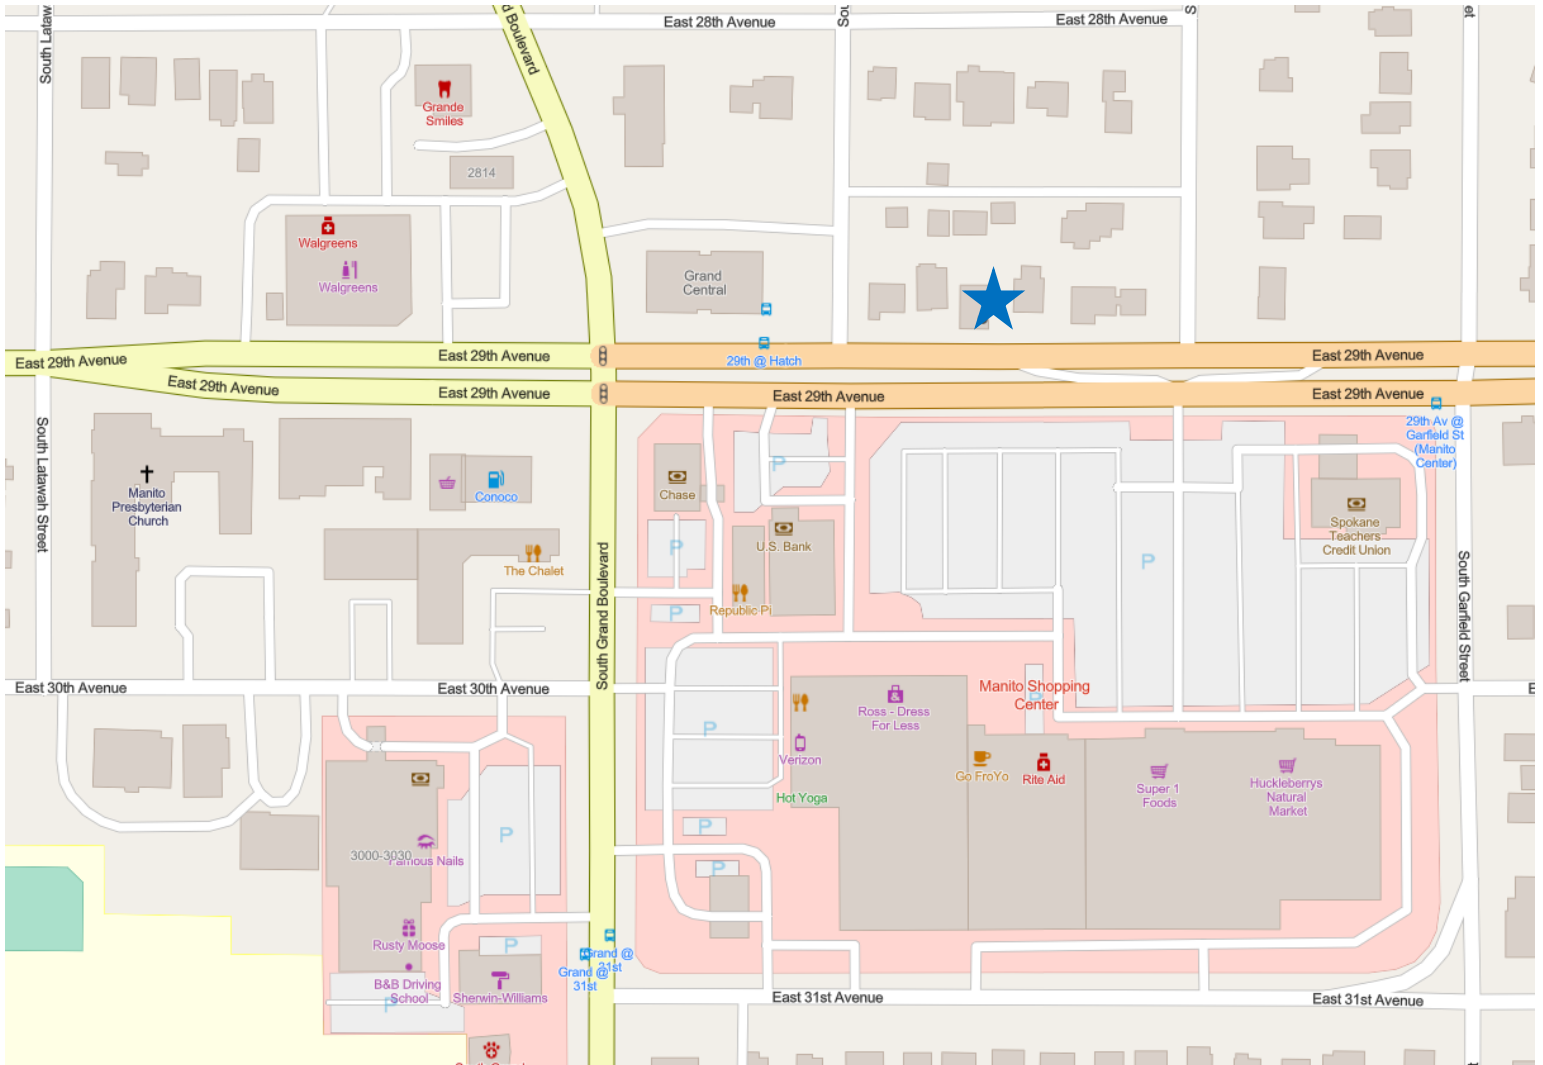 South Lataw
d Boulevard
East 28th Avenue
Sou
East 28th Avenue
S
et
Grande
Smiles
2814
Walgreens
Walgreens
Grand
Central
29th @ Hatch
East 29th Avenue
East 29th Avenue
East 29th Avenue
East 29th Avenue
East 29th Avenue
East 29th Avenue
East 29th Avenue
29th Av @
Garfield St
(Manito
Center)
South Latawah Street
Manito
Presbyterian
Church
Conoco
The Chalet
Chase
P
P
U.S. Bank
Republic Pi
P
P
Spokane
Teachers
Credit Union
South Grand Boulevard
South Garfield Street
East 30th Avenue
East 30th Avenue
E
Manito Shopping
Center
P
P
Ross - Dress
For Less
Verizon
Go FroYo
Rite Aid
Super 1
Foods
Huckleberrys
Natural
Market
Hot Yoga
P
P
P
3000-3030
Famous Nails
Rusty Moose
B&B Driving
School
P
P
Sherwin-Williams
Grand @
31st
Grand @
31st
East 31st Avenue
East 31st Avenue